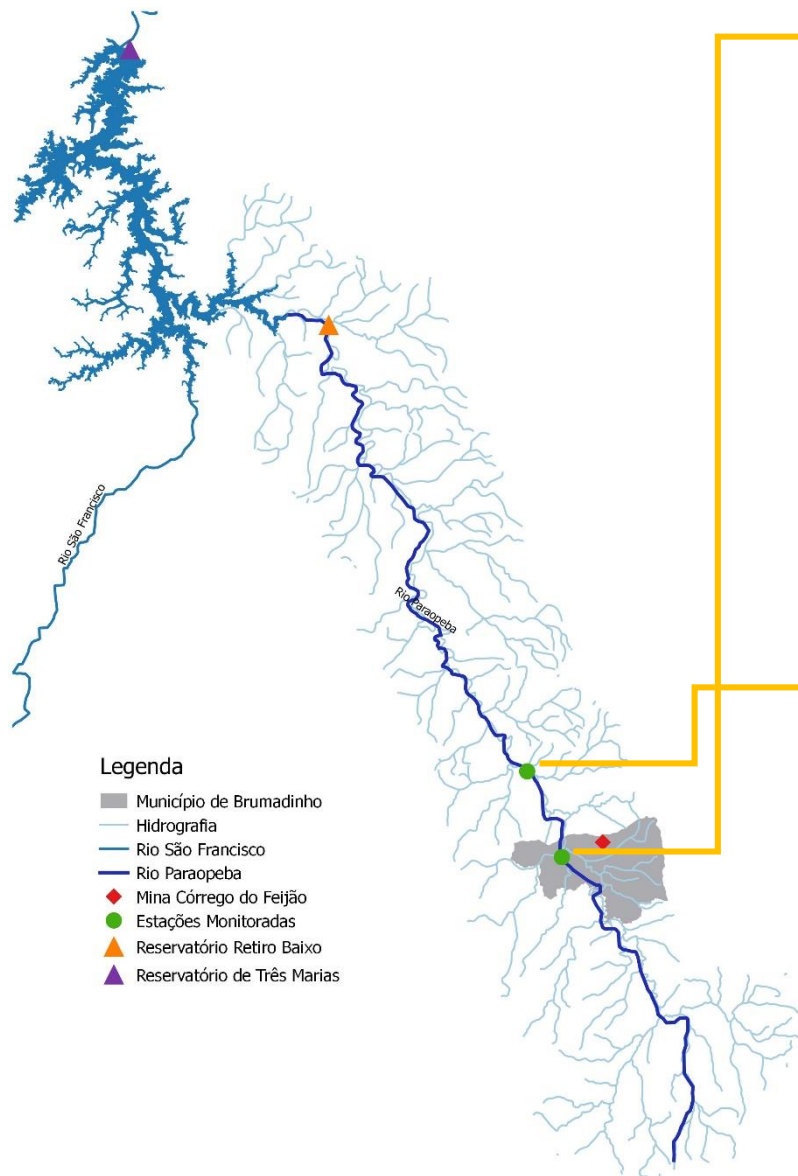 Rio São Francisco
Rio Paraopeba
Legenda
Município de Brumadinho
Hidrografia
Rio São Francisco
Rio Paraopeba
Mina Córrego do Feijão
Estações Monitoradas
Reservatório Retiro Baixo
Reservatório de Três Marias